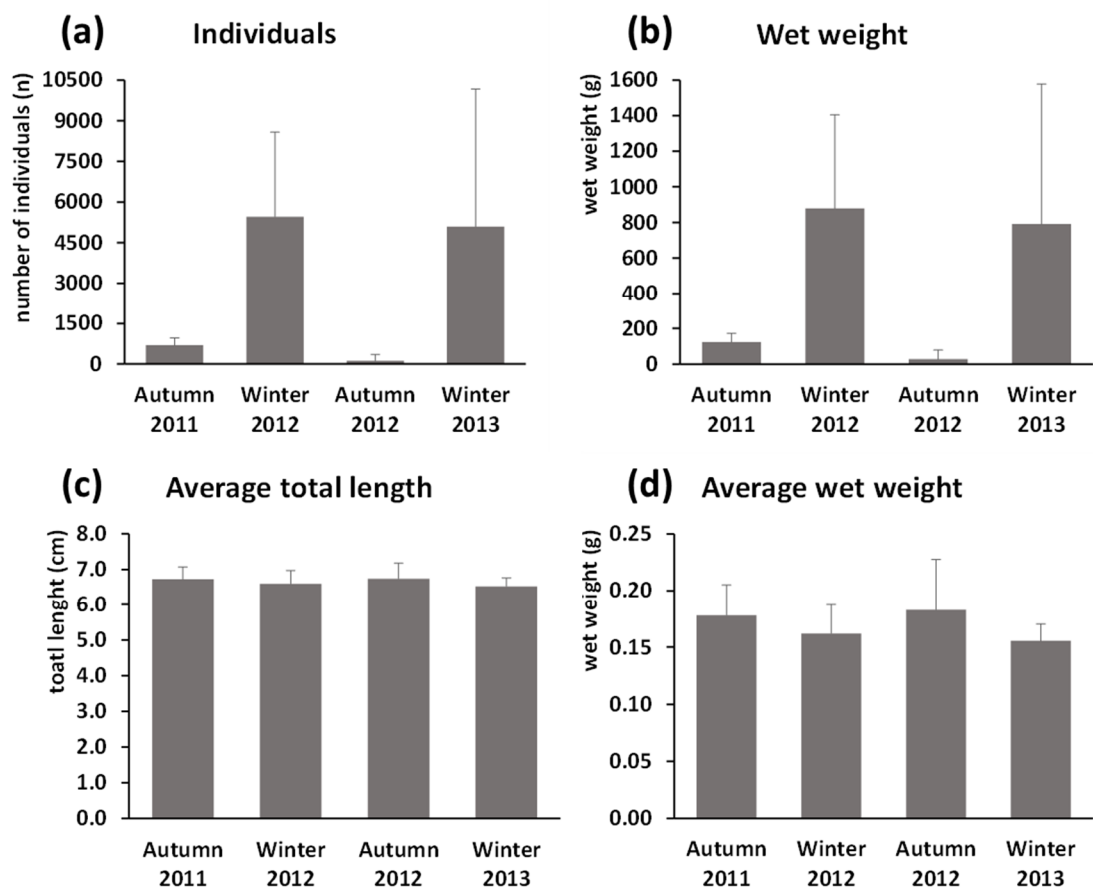 (a) Individuals
number of individuals (n)
10500
9000
7500
6000
4500
3000
1500
0
Autumn 2011
Winter 2012
Autumn 2012
Winter 2013
(b) Wet weight
wet weight (g)
1600
1400
1200
1000
800
600
400
200
0
Autumn 2011
Winter 2012
Autumn 2012
Winter 2013
(c) Average total length
toatl lenght (cm)
8.0
7.0
6.0
5.0
4.0
3.0
2.0
1.0
0.0
Autumn 2011
Winter 2012
Autumn 2012
Winter 2013
(d) Average wet weight
wet weight (g)
0.25
0.20
0.15
0.10
0.05
0.00
Autumn 2011
Winter 2012
Autumn 2012
Winter 2013